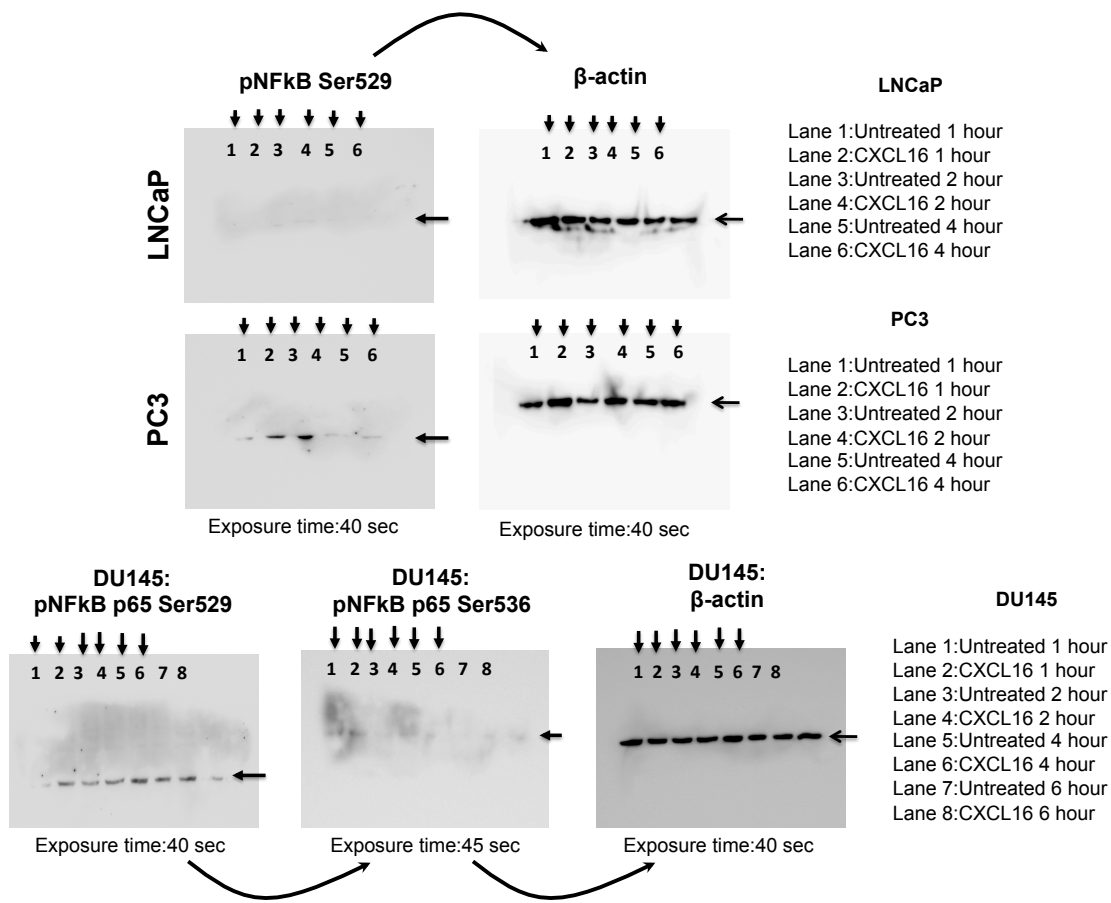 pNFkB Ser529
β-actin
LNCaP
1 2 3 4 5 6
1 2 3 4 5 6
LNCaP
Lane 1:Untreated 1 hour
Lane 2:CXCL16 1 hour
Lane 3:Untreated 2 hour
Lane 4:CXCL16 2 hour
Lane 5:Untreated 4 hour
Lane 6:CXCL16 4 hour
PC3
1 2 3 4 5 6
1 2 3 4 5 6
PC3
Lane 1:Untreated 1 hour
Lane 2:CXCL16 1 hour
Lane 3:Untreated 2 hour
Lane 4:CXCL16 2 hour
Lane 5:Untreated 4 hour
Lane 6:CXCL16 4 hour
Exposure time:40 sec
Exposure time:40 sec
DU145:
pNFkB p65 Ser529
1 2 3 4 5 6 7 8
Exposure time:40 sec
DU145:
pNFkB p65 Ser536
1 2 3 4 5 6 7 8
Exposure time:45 sec
DU145:
β-actin
1 2 3 4 5 6 7 8
Exposure time:40 sec
DU145
Lane 1:Untreated 1 hour
Lane 2:CXCL16 1 hour
Lane 3:Untreated 2 hour
Lane 4:CXCL16 2 hour
Lane 5:Untreated 4 hour
Lane 6:CXCL16 4 hour
Lane 7:Untreated 6 hour
Lane 8:CXCL16 6 hour